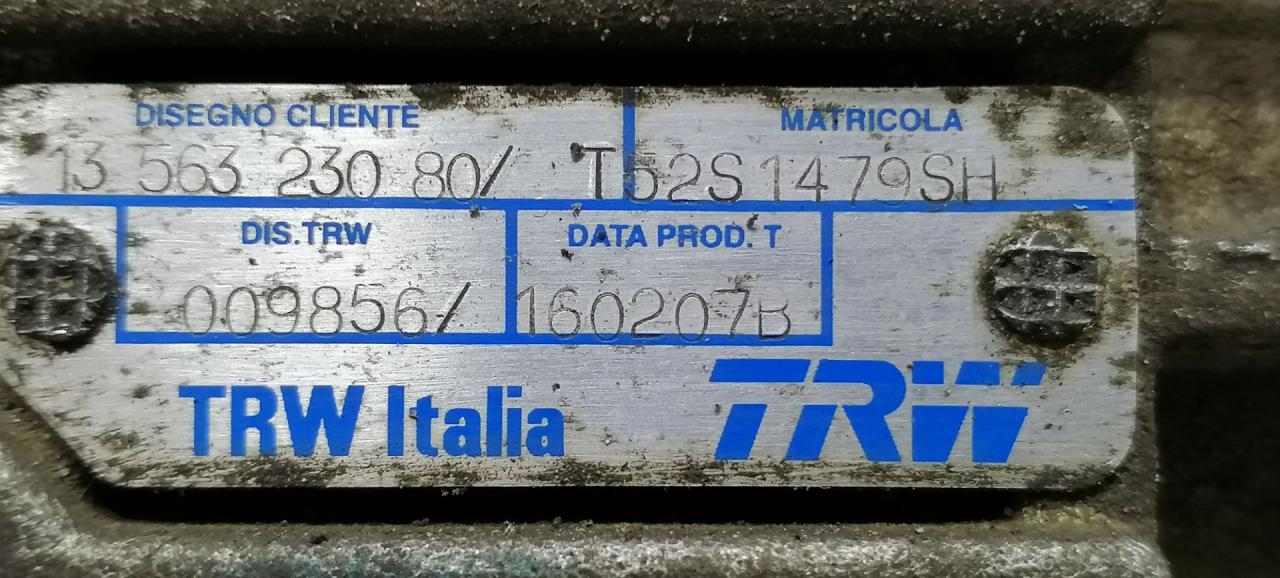 DISEGNO CLIENTE MATRICOLA
13 563 230 80/ T52S1479SH
DIS.TRW DATA PROD. T
009856/ 160207B
TRW Italia TRW